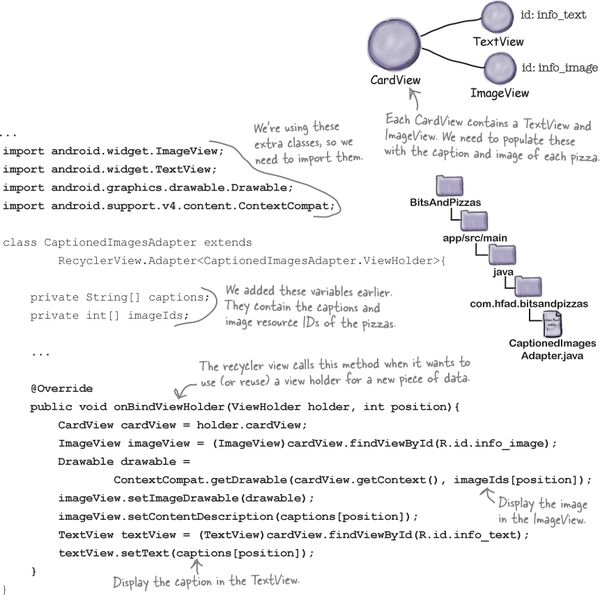 id: info_text
TextView
id: info_image
CardView
ImageView
Each CardView contains a TextView and
ImageView. We need to populate these
with the caption and image of each pizza.
We're using these
extra classes, so we
need to import them.
...
import android.widget.ImageView;
import android.widget.TextView;
import android.graphics.drawable.Drawable;
import android.support.v4.content.ContextCompat;
BitsAndPizzas
app/src/main
java
com.hfad.bitsandpizzas
CaptionedImages
Adapter.java
class CaptionedImagesAdapter extends
RecyclerView.Adapter<CaptionedImagesAdapter.ViewHolder>{
private String[] captions;
private int[] imageIds;
We added these variables earlier.
They contain the captions and
image resource IDs of the pizzas.
...
The recycler view calls this method when it wants to
use (or reuse) a view holder for a new piece of data.
@Override
public void onBindViewHolder(ViewHolder holder, int position){
CardView cardView = holder.cardView;
ImageView imageView = (ImageView)cardView.findViewById(R.id.info_image);
Drawable drawable =
ContextCompat.getDrawable(cardView.getContext(), imageIds[position]);
imageView.setImageDrawable(drawable);
imageView.setContentDescription(captions[position]);
TextView textView = (TextView)cardView.findViewById(R.id.info_text);
textView.setText(captions[position]);
}
}
Display the image
in the ImageView.
Display the caption in the TextView.